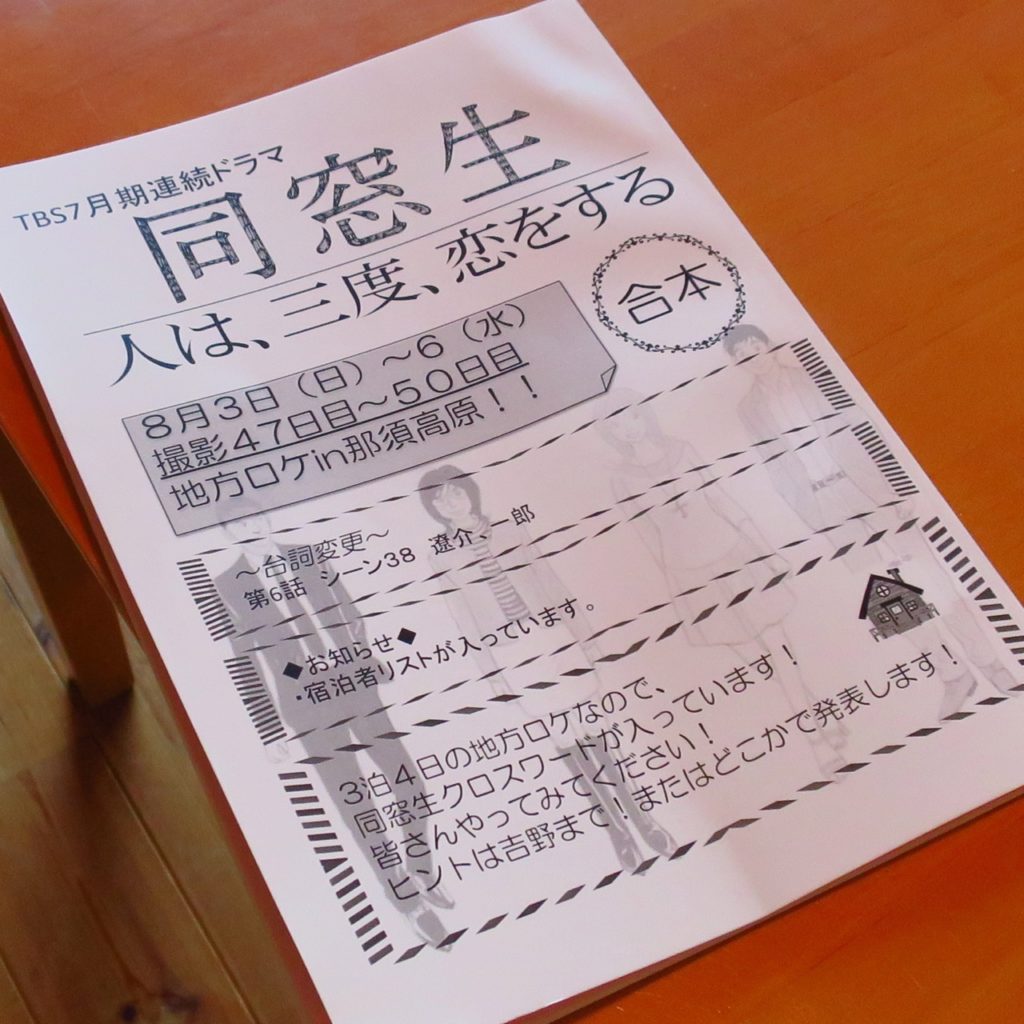 TBS7月期連続ドラマ
同窓生
人は、三度、恋をする
合本
8月3日（日）～6（水）
撮影47日目～50日目
地方ロケin那須高原！！
～台詞変更～
第6話 シーン38 遼介、一郎
◆お知らせ◆
・宿泊者リストが入っています。
3泊4日の地方ロケなので、
同窓生クロスワードが入っています！
皆さんやってみてください！
ヒントは吉野まで！またはどこかで発表します！